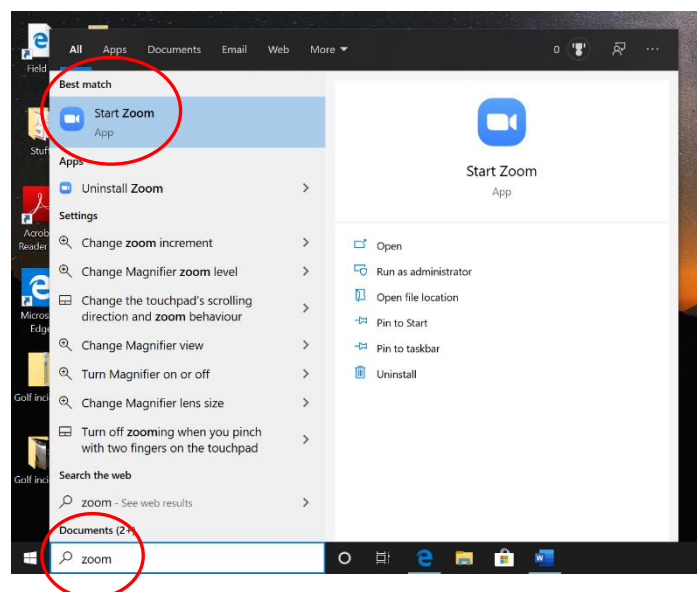 All Apps Documents Email Web More
0
Field
Best match
Start Zoom
App
Stuff
Apps
Uninstall Zoom
Settings
Change zoom increment
Change Magnifier zoom level
Change the touchpad's scrolling
direction and zoom behaviour
Change Magnifier view
Turn Magnifier on or off
Change Magnifier lens size
Turn off zooming when you pinch
with two fingers on the touchpad
Search the web
zoom - See web results
Documents (2+)
zoom
Start Zoom
App
Open
Run as administrator
Open file location
Pin to Start
Pin to taskbar
Uninstall
Acrob
Reader
Micros
Edge
Golf inci
Golf inci
W